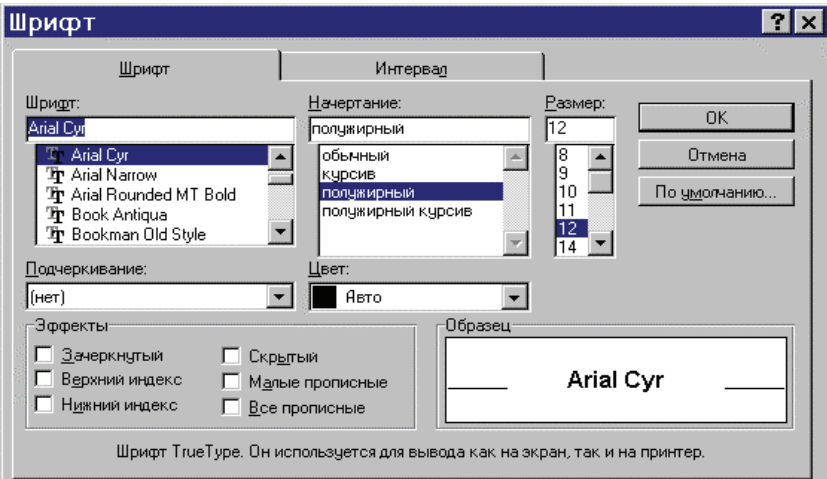 Шрифт
Шрифт
Интервал
Шрифт:
Начертание:
Размер:
Arial Cyr
полужирный
12
OK
Arial Cyr
Arial Narrow
Arial Rounded MT Bold
Book Antiqua
Bookman Old Style
обычный
курсив
полужирный
полужирный курсив
8
9
10
11
12
14
Отмена
По умолчанию...
Подчеркивание:
Цвет:
(нет)
Авто
Эффекты
Зачеркнутый
Верхний индекс
Нижний индекс
Скрытый
Малые прописные
Все прописные
Образец
Arial Cyr
Шрифт TrueType. Он используется для вывода как на экран, так и на принтер.